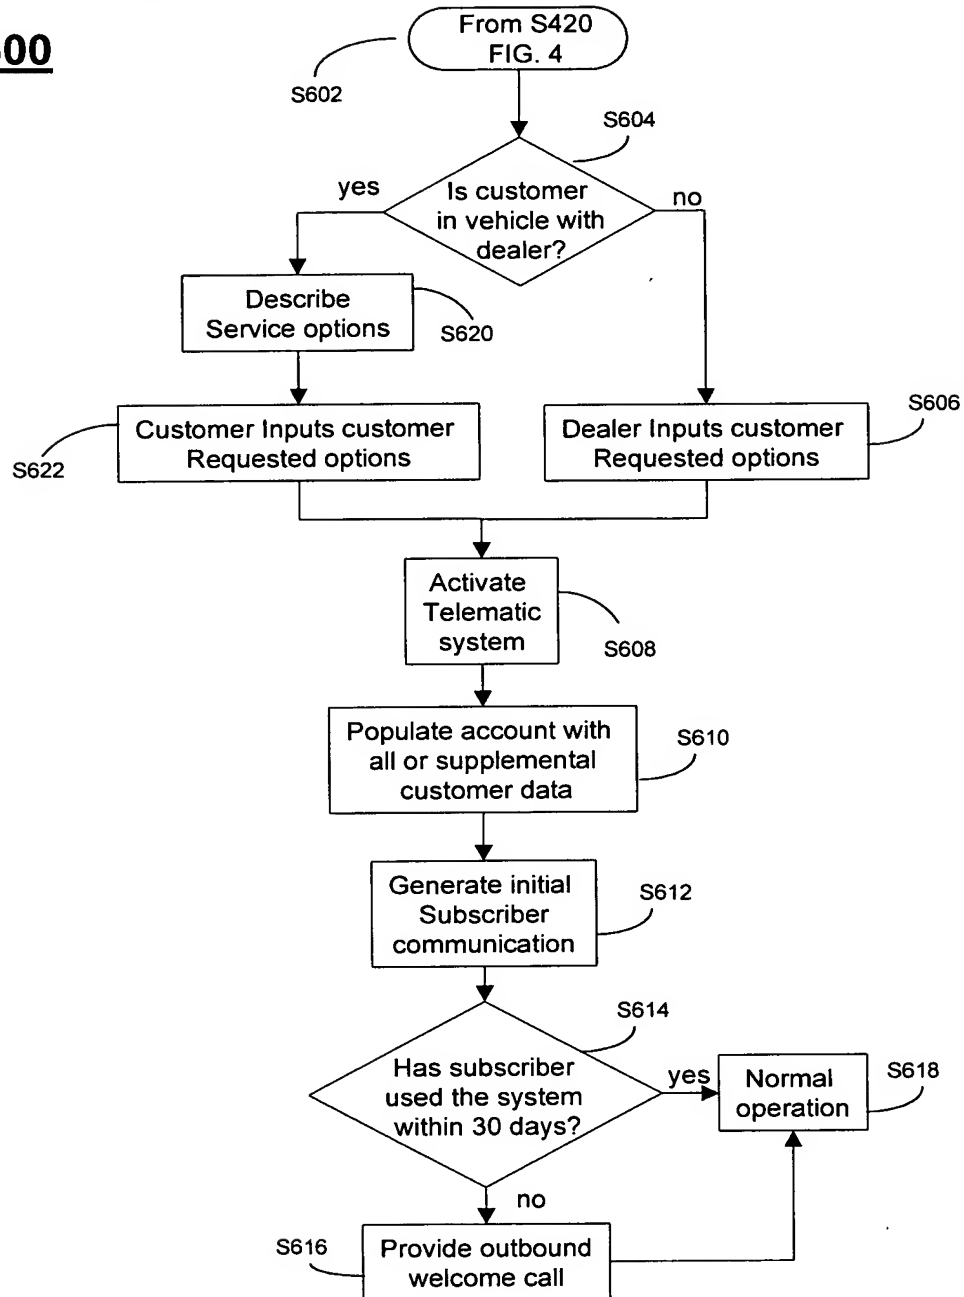 00
From S420
FIG. 4
S602
S604
yes
Is customer
in vehicle with
dealer?
no
Describe
Service options
S620
Customer Inputs customer
Requested options
S622
Dealer Inputs customer
Requested options
S606
Activate
Telematic
system
S608
Populate account with
all or supplemental
customer data
S610
Generate initial
Subscriber
communication
S612
S614
Has subscriber
used the system
within 30 days?
yes
Normal
operation
S618
no
S616
Provide outbound
welcome call